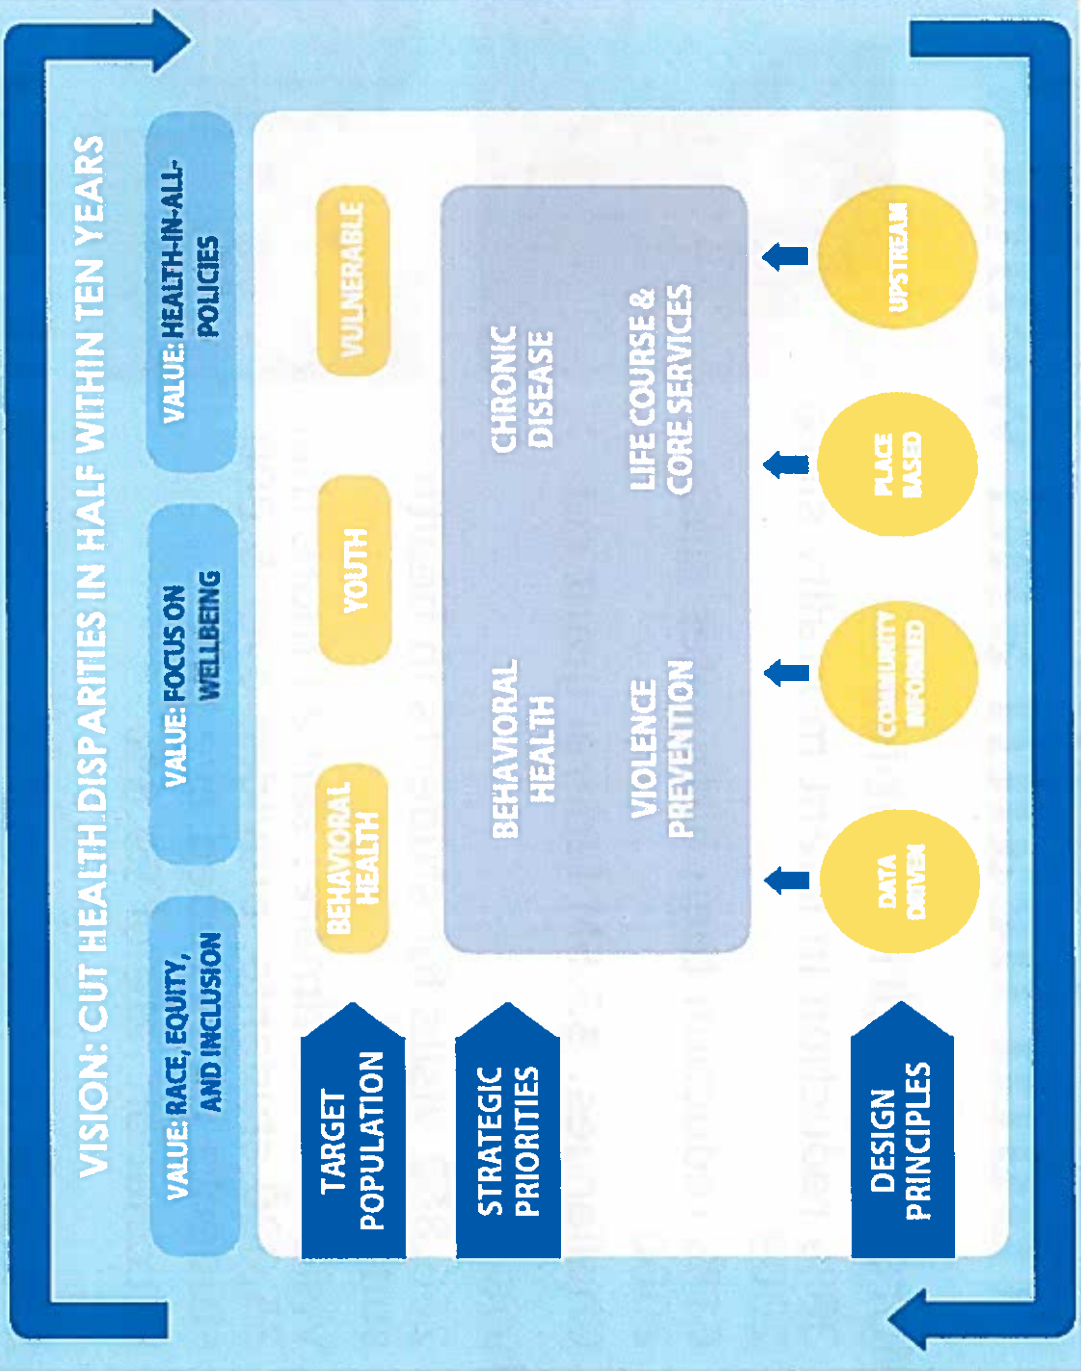 VISION: CUT HEALTH DISPARITIES IN HALF WITHIN TEN YEARS
VALUE: RACE, EQUITY,
AND INCLUSION
VALUE: FOCUS ON
WELLBEING
VALUE: HEALTH-IN-ALL-
POLICIES
TARGET
POPULATION
BEHAVIORAL
HEALTH
YOUTH
VULNERABLE
STRATEGIC
PRIORITIES
BEHAVIORAL
HEALTH
CHRONIC
DISEASE
VIOLENCE
PREVENTION
LIFE COURSE &
CORE SERVICES
DESIGN
PRINCIPLES
DATA
DRIVEN
COMMUNITY
INFORMED
PLACE
BASED
UPSTREAM